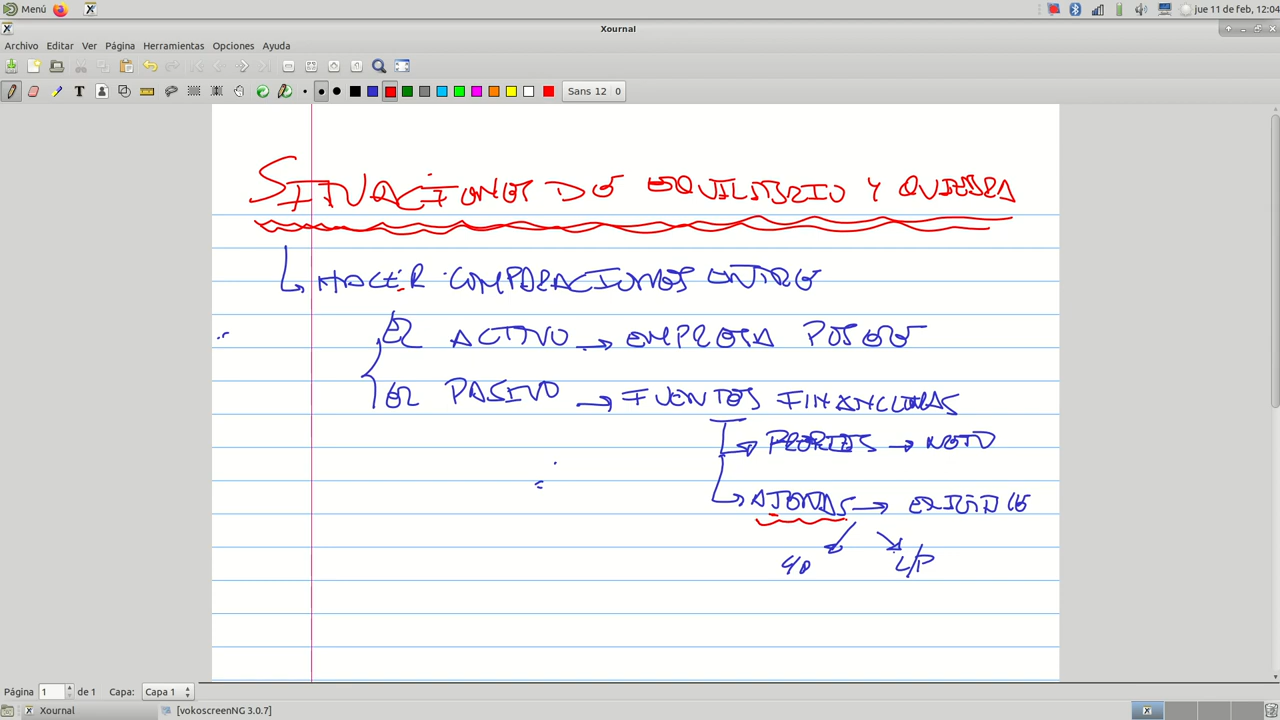 Menú
jue 11 de feb, 12:04
Xournal
Archivo Editar Ver Página Herramientas Opciones Ayuda
Sans 12 0
SITUACIONES DE EQUILIBRIO Y QUIEBRA
HACER COMPARACIONES ENTRE
EL ACTIVO → EMPRESA POSEE
EL PASIVO → FUENTES FINANCIERAS
PROPIAS → NETO
AJENAS → EXIGIBLE
C/P L/P
Página 1 de 1 Capa: Capa 1
Xournal [vokoscreenNG 3.0.7]